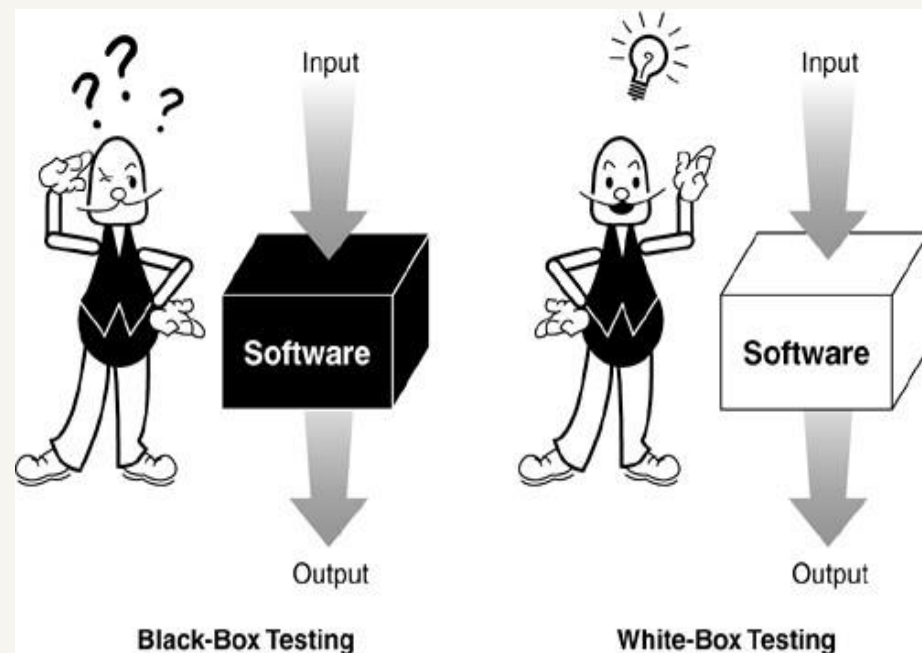 ? ? ?
Input
Software
Output
Black-Box Testing
Input
Software
Output
White-Box Testing